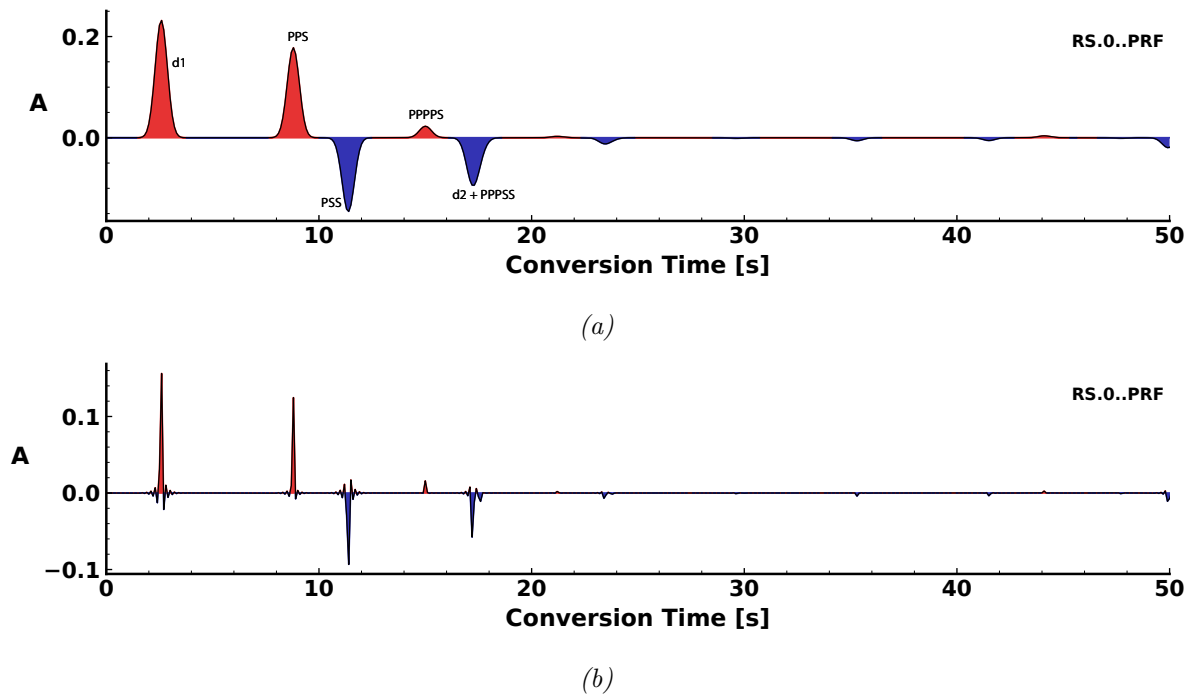 0.2
PPS
RS.0..PRF
d1
A
PPPPS
0.0
d2 + PPPSS
PSS
0 10 20 30 40 50
Conversion Time [s]
(a)
RS.0..PRF
0.1
A
0.0
−0.1
0 10 20 30 40 50
Conversion Time [s]
(b)